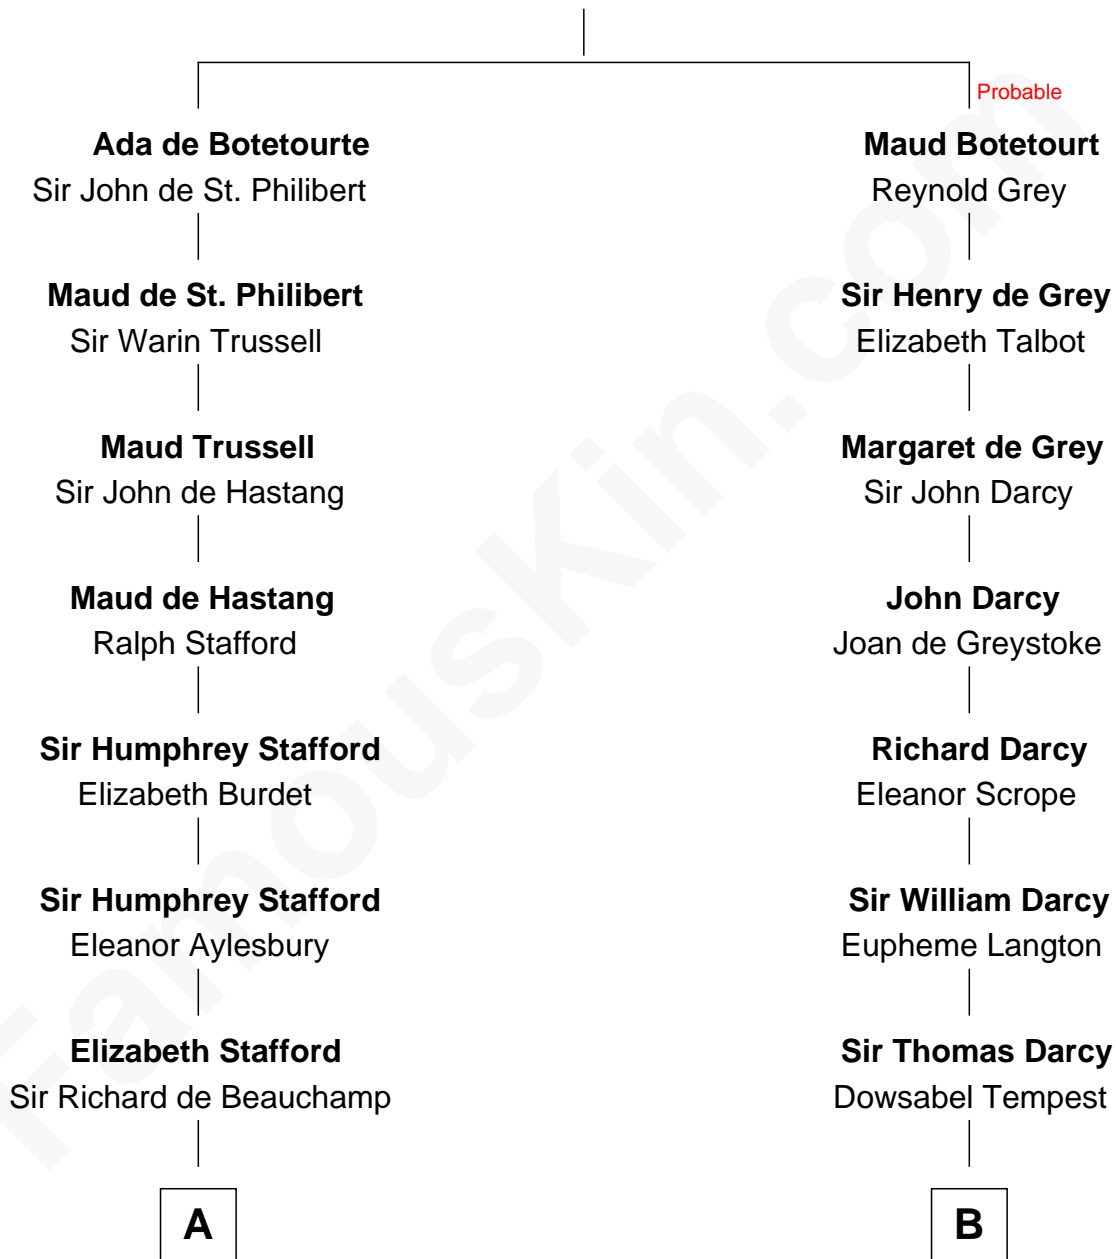 Probable
Ada de Botetourte
Sir John de St. Philibert
Maud Botetourt
Reynold Grey
Maud de St. Philibert
Sir Warin Trussell
Sir Henry de Grey
Elizabeth Talbot
Maud Trussell
Sir John de Hastang
Margaret de Grey
Sir John Darcy
Maud de Hastang
Ralph Stafford
John Darcy
Joan de Greystoke
Sir Humphrey Stafford
Elizabeth Burdet
Richard Darcy
Eleanor Scrope
Sir Humphrey Stafford
Eleanor Aylesbury
Sir William Darcy
Eupheme Langton
Elizabeth Stafford
Sir Richard de Beauchamp
Sir Thomas Darcy
Dowsabel Tempest
A
B
FamousKin.com